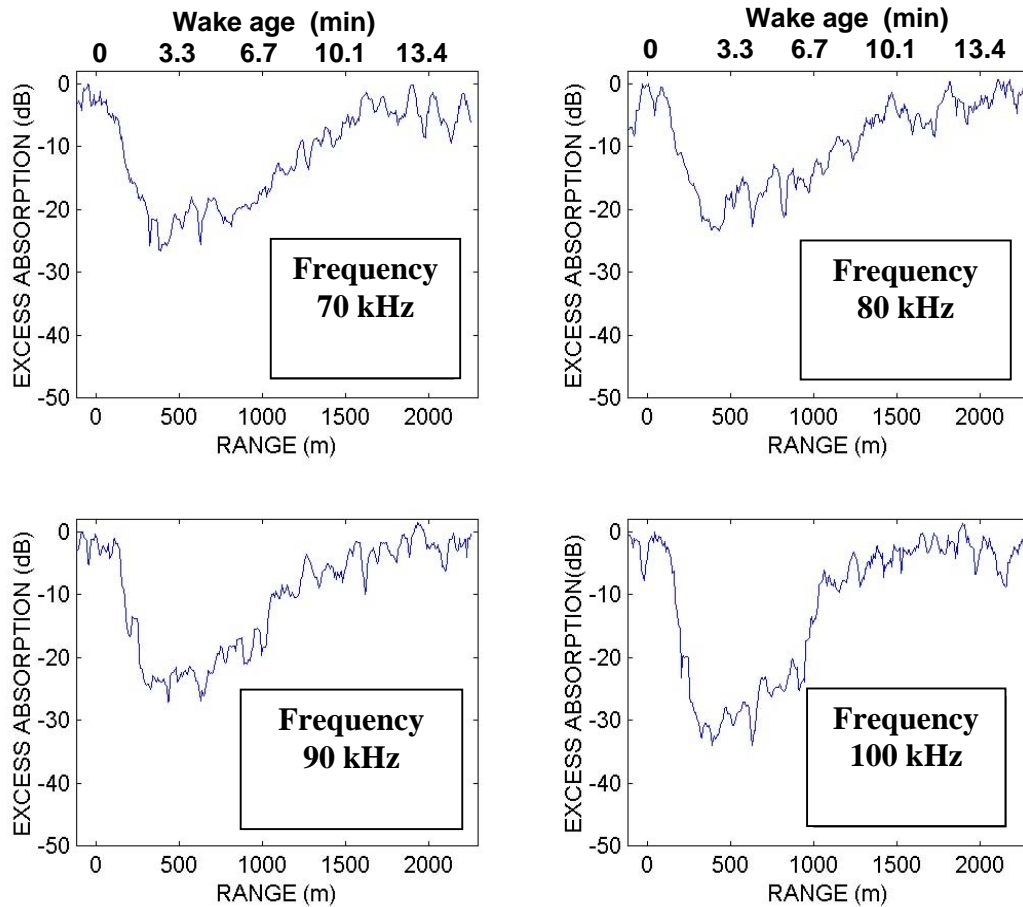 Wake age (min)
0 3.3 6.7 10.1 13.4
0
-10
-20
-30
-40
-50
EXCESS ABSORPTION (dB)
Frequency
70 kHz
0 500 1000 1500 2000
RANGE (m)
Wake age (min)
0 3.3 6.7 10.1 13.4
0
-10
-20
-30
-40
-50
EXCESS ABSORPTION (dB)
Frequency
80 kHz
0 500 1000 1500 2000
RANGE (m)
0
-10
-20
-30
-40
-50
EXCESS ABSORPTION (dB)
Frequency
90 kHz
0 500 1000 1500 2000
RANGE (m)
0
-10
-20
-30
-40
-50
EXCESS ABSORPTION(dB)
Frequency
100 kHz
0 500 1000 1500 2000
RANGE (m)